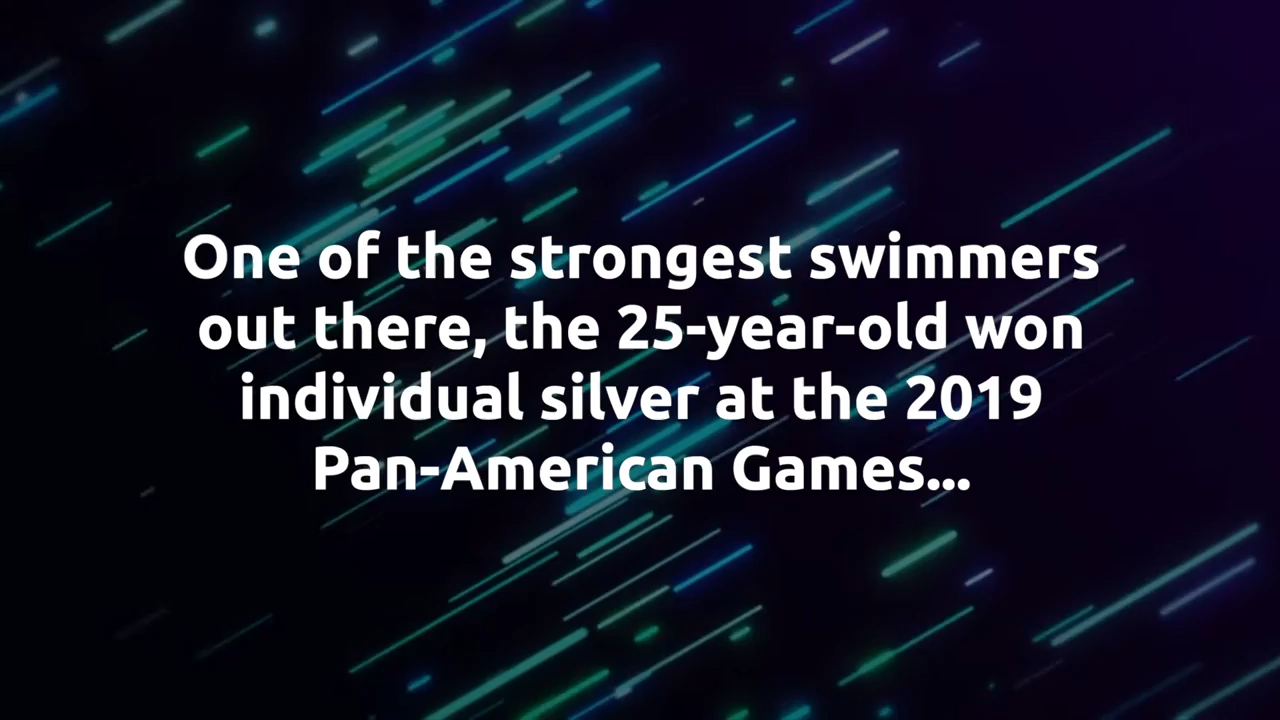 One of the strongest swimmers
out there, the 25-year-old won
individual silver at the 2019
Pan-American Games...